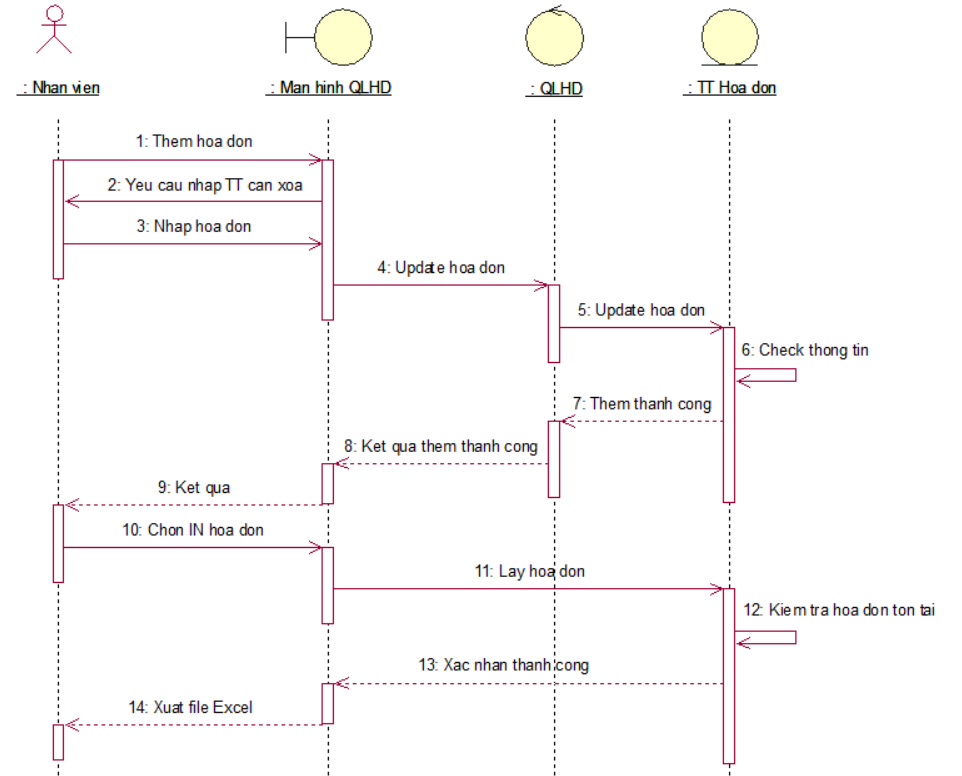 : Nhan vien
: Man hinh QLHD
: QLHD
: TT Hoa don
1: Them hoa don
2: Yeu cau nhap TT can xoa
3: Nhap hoa don
4: Update hoa don
5: Update hoa don
6: Check thong tin
7: Them thanh cong
8: Ket qua them thanh cong
9: Ket qua
10: Chon IN hoa don
11: Lay hoa don
12: Kiem tra hoa don ton tai
13: Xac nhan thanh cong
14: Xuat file Excel